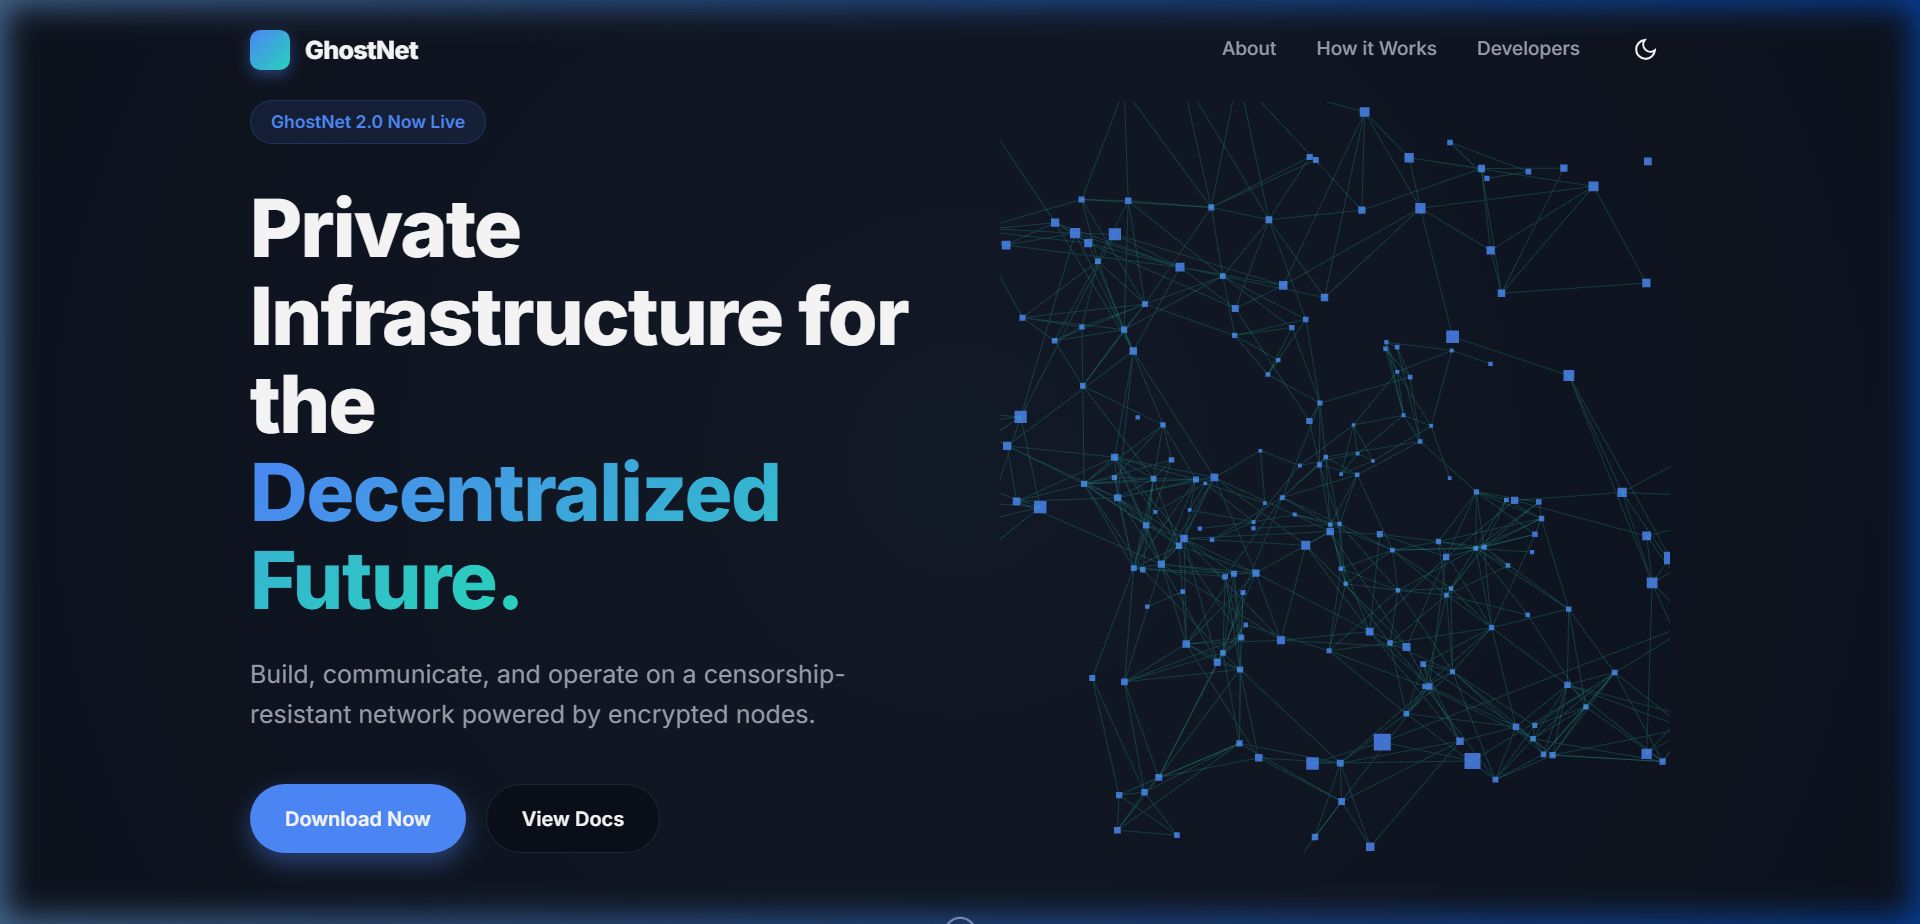 GhostNet
About
How it Works
Developers
GhostNet 2.0 Now Live
Private
Infrastructure for
the
Decentralized
Future.
Build, communicate, and operate on a censorship-
resistant network powered by encrypted nodes.
Download Now
View Docs